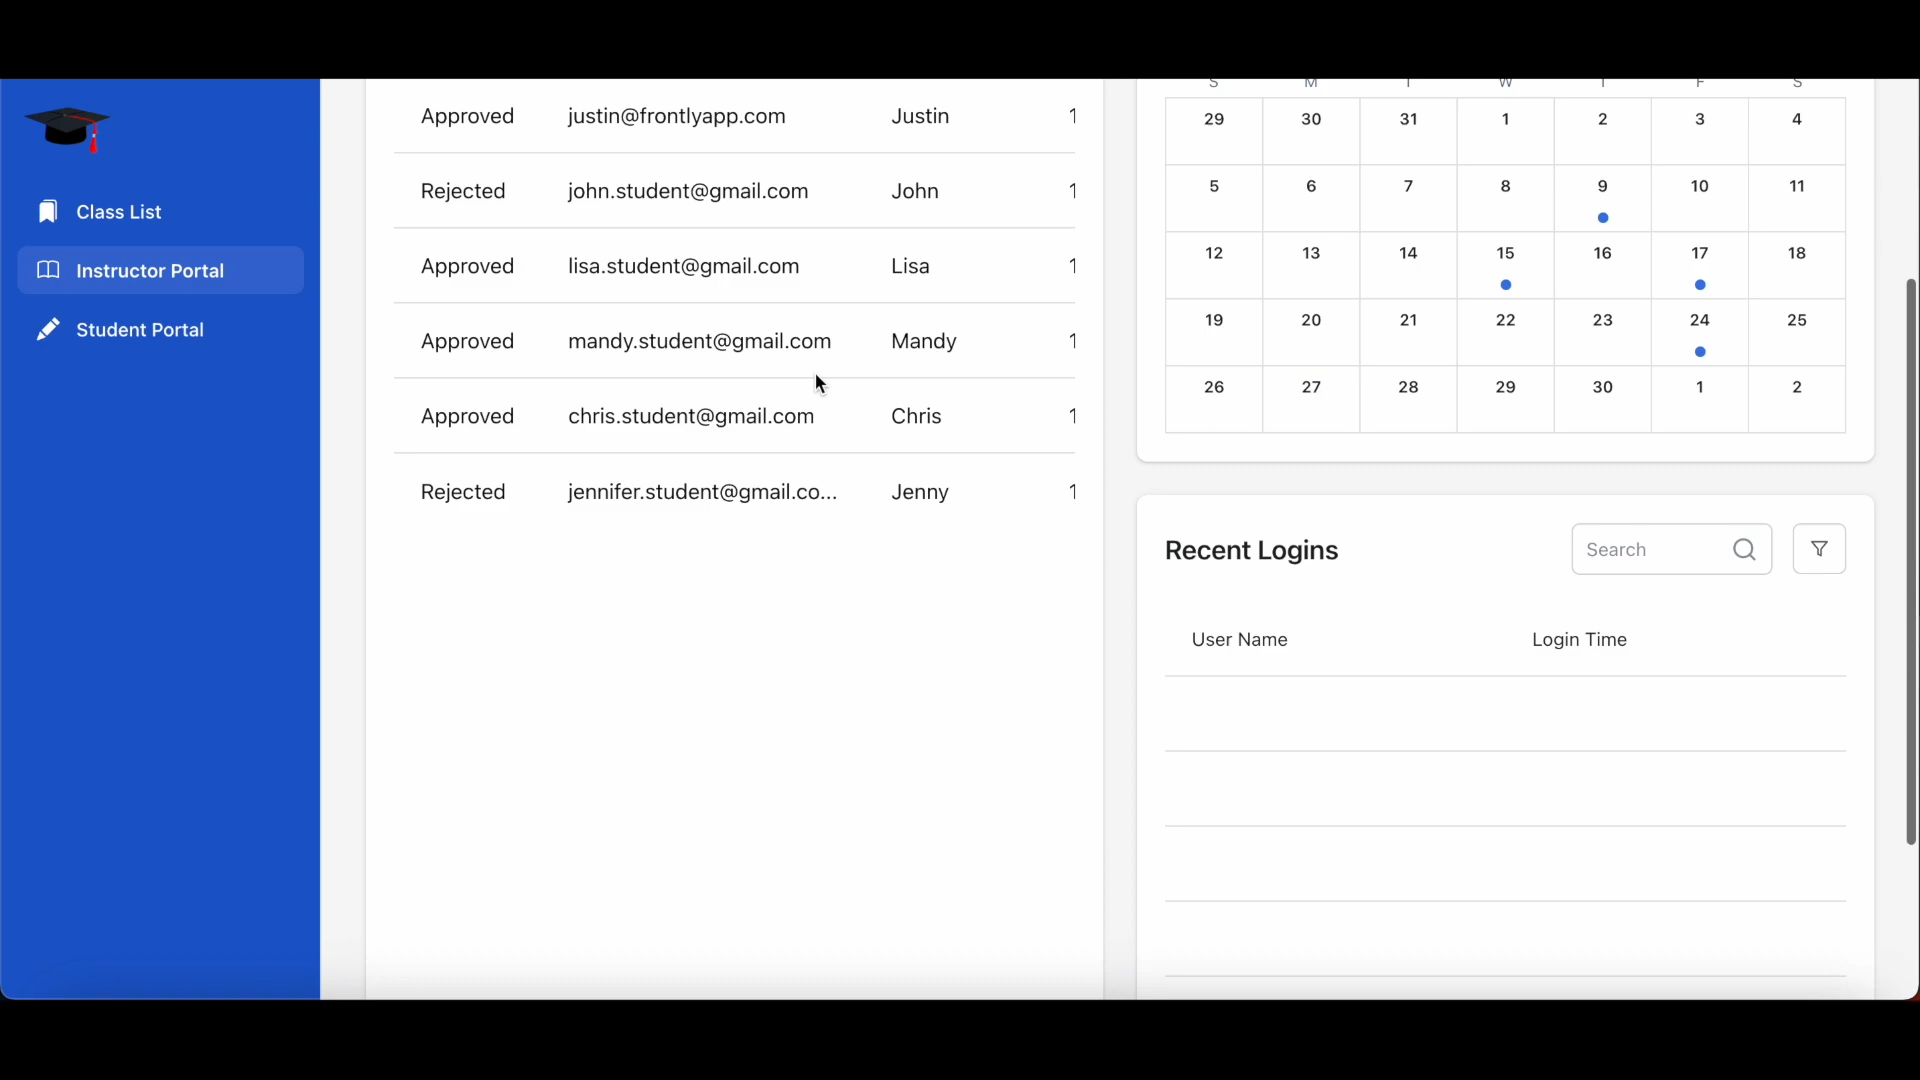 Class List
Instructor Portal
Student Portal
Approved justin@frontlyapp.com Justin 1
Rejected john.student@gmail.com John 1
Approved lisa.student@gmail.com Lisa 1
Approved mandy.student@gmail.com Mandy 1
Approved chris.student@gmail.com Chris 1
Rejected jennifer.student@gmail.co... Jenny 1
S M T W T F S
29 30 31 1 2 3 4
5 6 7 8 9 10 11
12 13 14 15 16 17 18
19 20 21 22 23 24 25
26 27 28 29 30 1 2
Recent Logins
Search
User Name Login Time